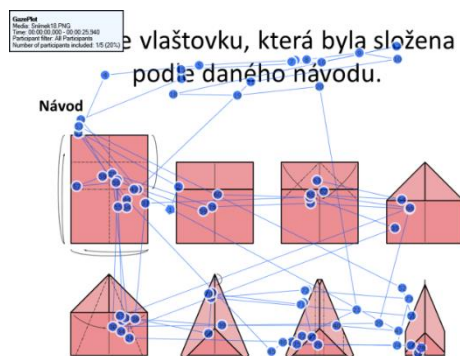 GazePlot
Media: Snímek18.PNG
Time: 00:00:00.000 - 00:00:25.940
Participant filter: All Participants
Number of participants included: 1/5 (20%)
e vlaštovku, která byla složena
podle daného návodu.
Návod